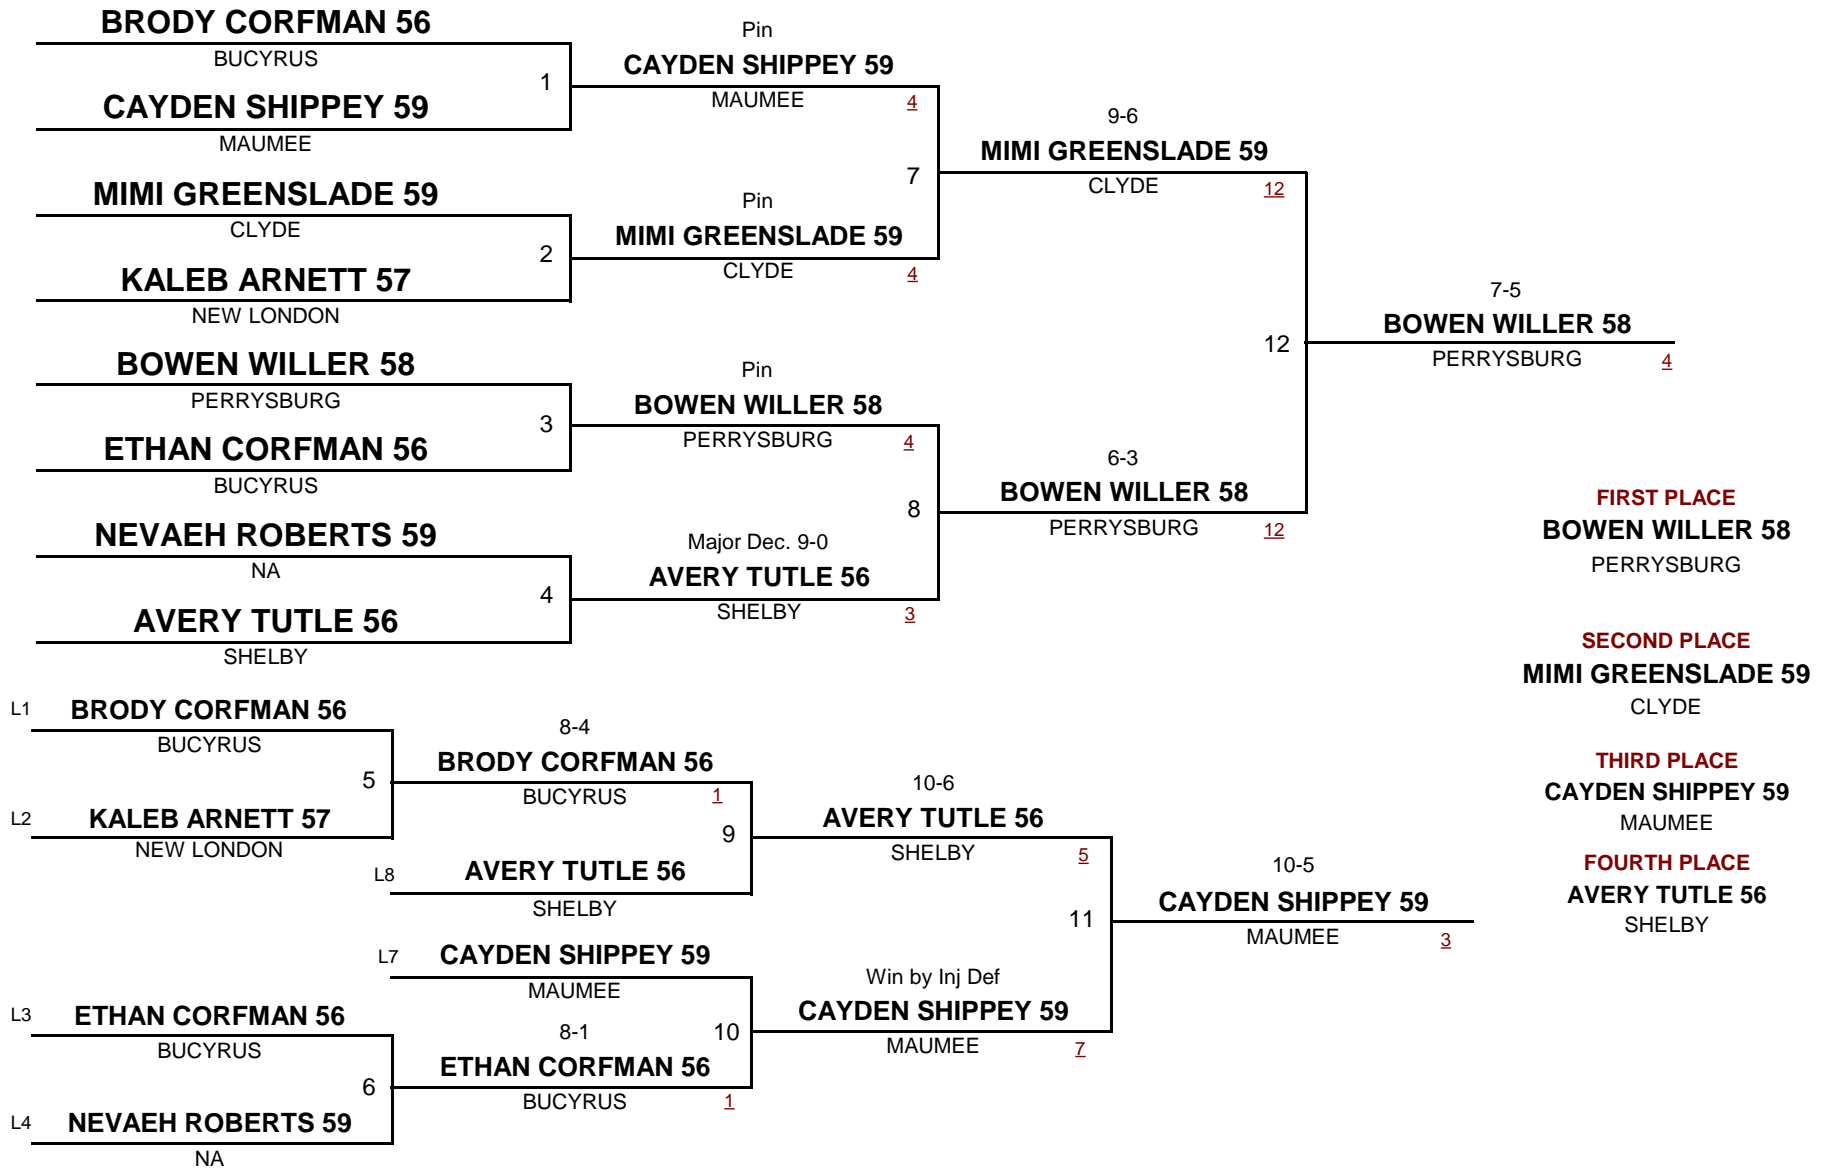 BRODY CORFMAN 56
BUCYRUS
1
CAYDEN SHIPPEY 59
MAUMEE
MIMI GREENSLADE 59
CLYDE
2
KALEB ARNETT 57
NEW LONDON
BOWEN WILLER 58
PERRYSBURG
3
ETHAN CORFMAN 56
BUCYRUS
NEVAEH ROBERTS 59
NA
4
AVERY TUTLE 56
SHELBY
Pin
CAYDEN SHIPPEY 59
MAUMEE 4
7
Pin
MIMI GREENSLADE 59
CLYDE 4
Pin
BOWEN WILLER 58
PERRYSBURG 4
8
Major Dec. 9-0
AVERY TUTLE 56
SHELBY 3
9-6
MIMI GREENSLADE 59
CLYDE 12
12
6-3
BOWEN WILLER 58
PERRYSBURG 12
7-5
BOWEN WILLER 58
PERRYSBURG 4
FIRST PLACE
BOWEN WILLER 58
PERRYSBURG
SECOND PLACE
MIMI GREENSLADE 59
CLYDE
THIRD PLACE
CAYDEN SHIPPEY 59
MAUMEE
FOURTH PLACE
AVERY TUTLE 56
SHELBY
L1 BRODY CORFMAN 56
BUCYRUS
5
L2 KALEB ARNETT 57
NEW LONDON
L3 ETHAN CORFMAN 56
BUCYRUS
6
L4 NEVAEH ROBERTS 59
NA
8-4
BRODY CORFMAN 56
BUCYRUS 1
9
L8 AVERY TUTLE 56
SHELBY
L7 CAYDEN SHIPPEY 59
MAUMEE
8-1 10
ETHAN CORFMAN 56
BUCYRUS 1
10-6
AVERY TUTLE 56
SHELBY 5
11
Win by Inj Def
CAYDEN SHIPPEY 59
MAUMEE 7
10-5
CAYDEN SHIPPEY 59
MAUMEE 3